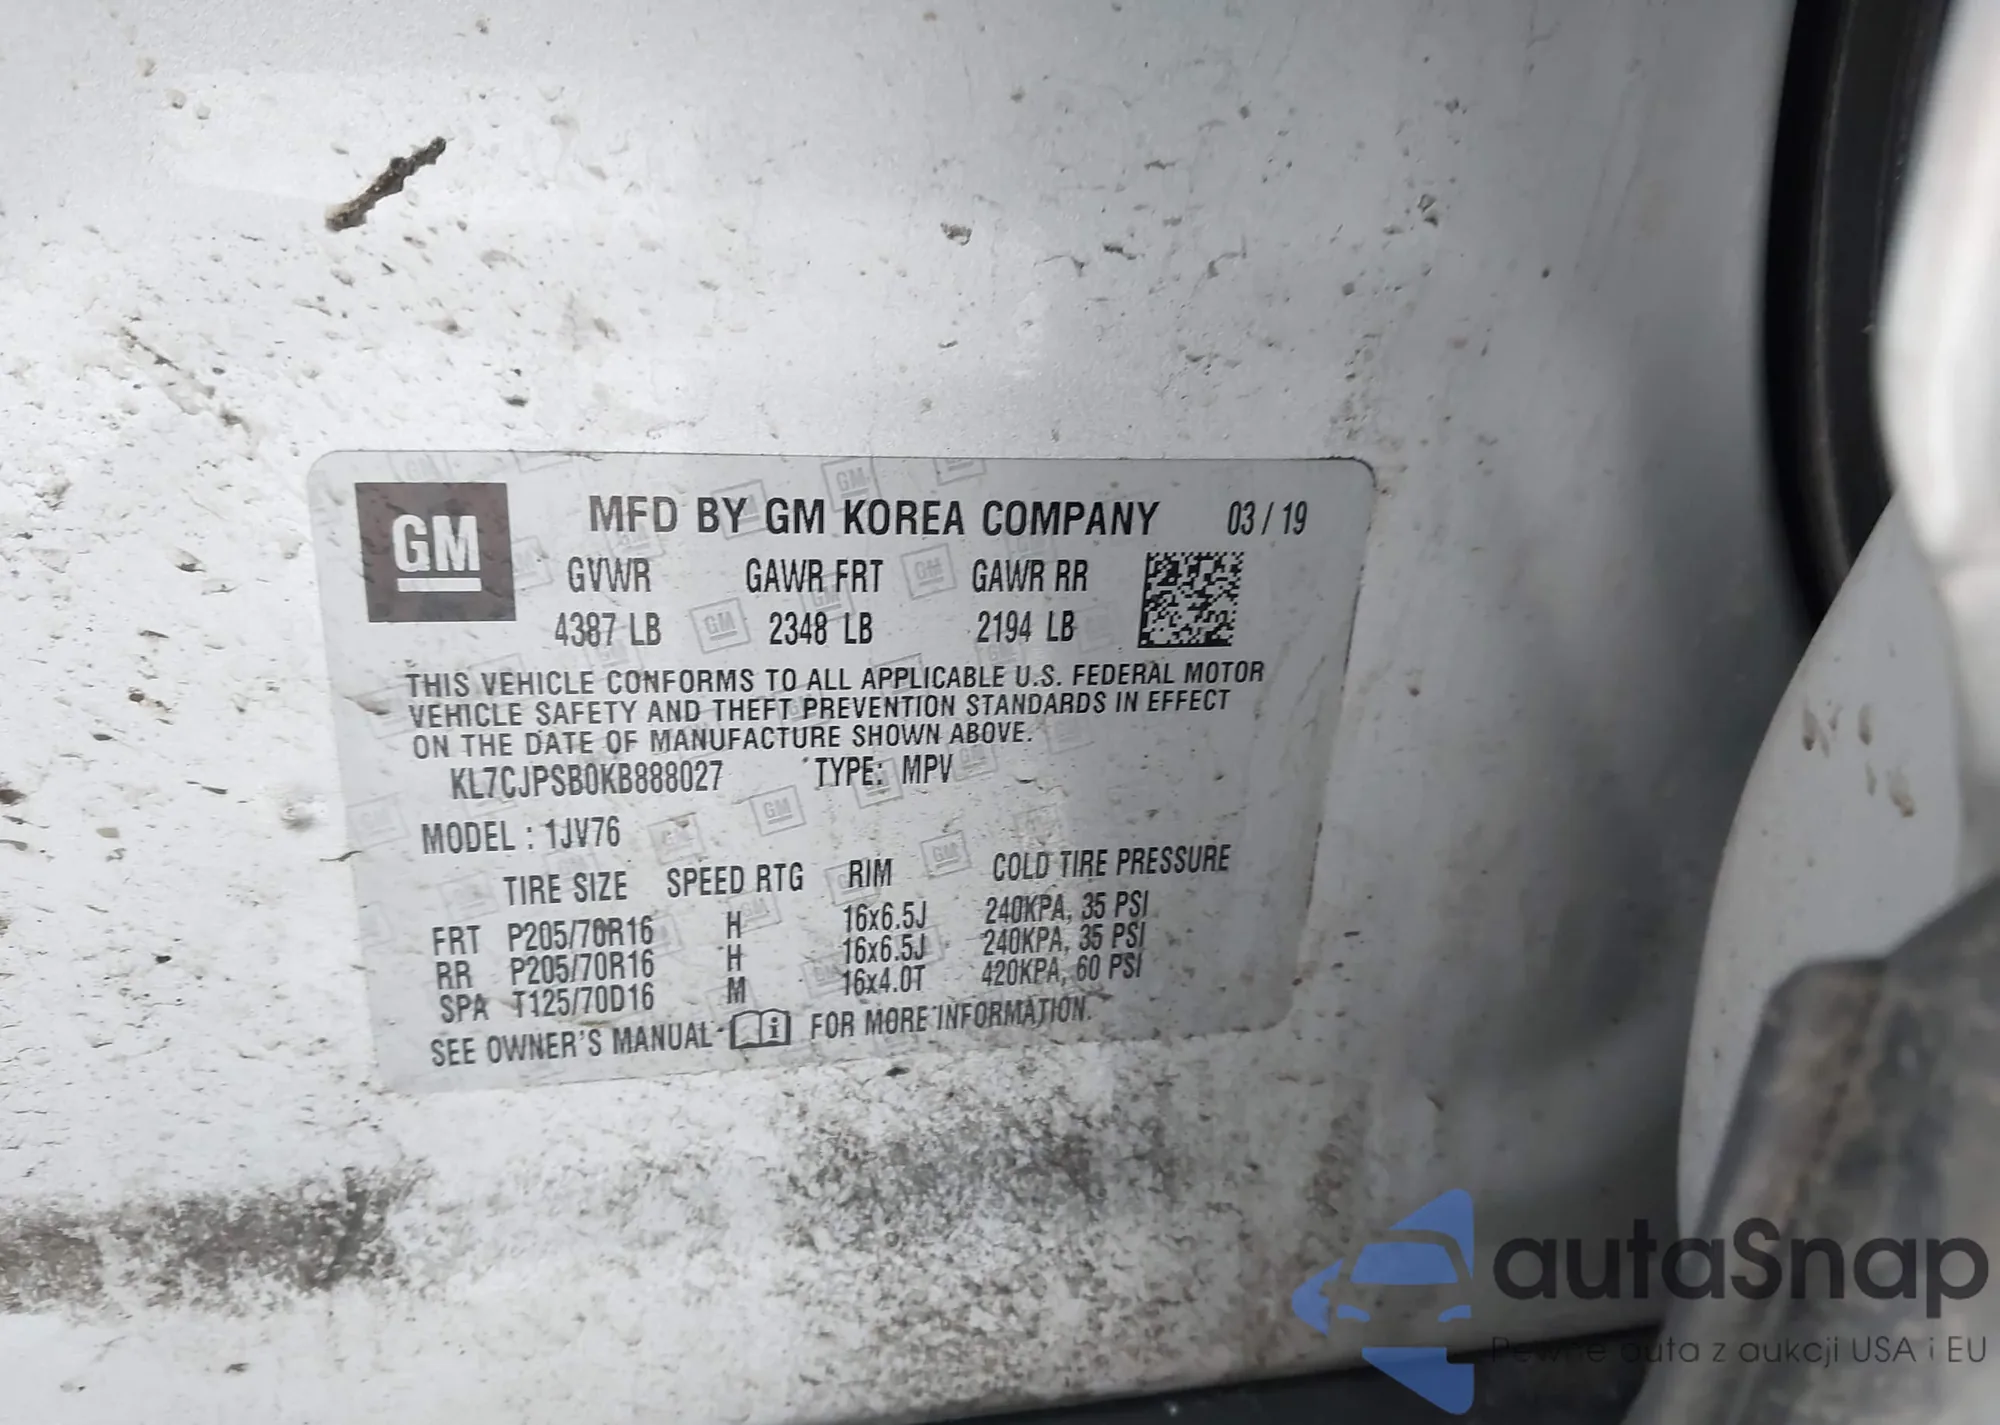 GM
MFD BY GM KOREA COMPANY 03 / 19
GVWR GAWR FRT GAWR RR
4387 LB 2348 LB 2194 LB
THIS VEHICLE CONFORMS TO ALL APPLICABLE U.S. FEDERAL MOTOR
VEHICLE SAFETY AND THEFT PREVENTION STANDARDS IN EFFECT
ON THE DATE OF MANUFACTURE SHOWN ABOVE.
KL7CJPSB0KB888027 TYPE: MPV
MODEL : 1JV76
TIRE SIZE SPEED RTG RIM COLD TIRE PRESSURE
FRT P205/70R16 H 16x6.5J 240KPA, 35 PSI
RR P205/70R16 H 16x6.5J 240KPA, 35 PSI
SPA T125/70D16 M 16x4.0T 420KPA, 60 PSI
SEE OWNER'S MANUAL FOR MORE INFORMATION.
autaSnap
Pewne auta z aukcji USA i EU